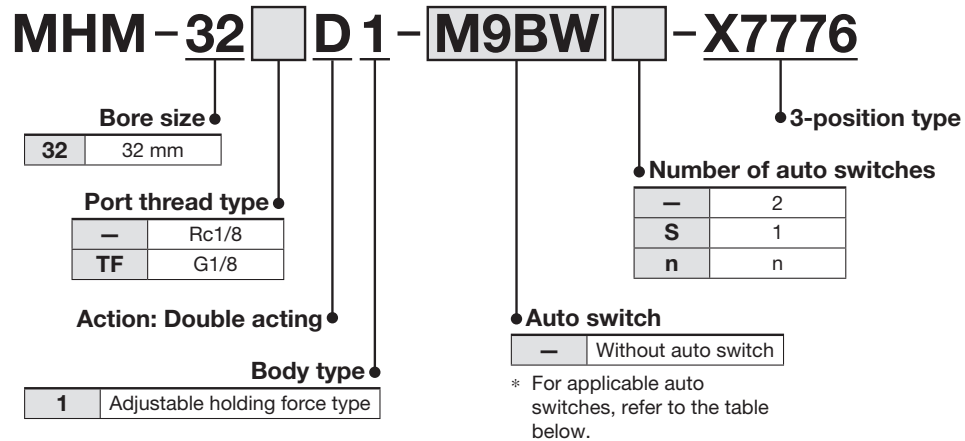 MHM-32 D1-M9BW -X7776
Bore size
32 32 mm
3-position type
Number of auto switches
— 2
S 1
n n
Port thread type
— Rc1/8
TF G1/8
Action: Double acting
Auto switch
— Without auto switch
* For applicable auto
switches, refer to the table
below.
Body type
1 Adjustable holding force type